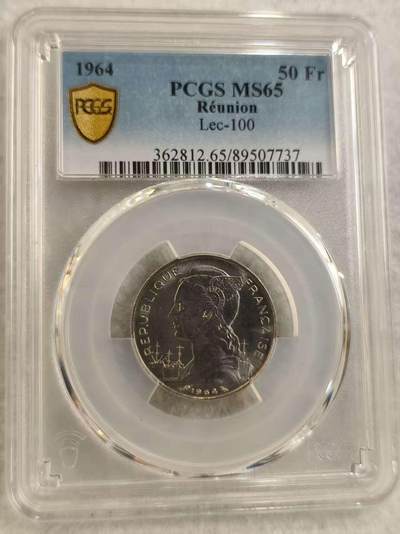 1964
50 Fr
PCGS MS65
Réunion
Lec-100
PCGS
362812.65/89507737
REPUBLIQUE FRANÇAISE
1964